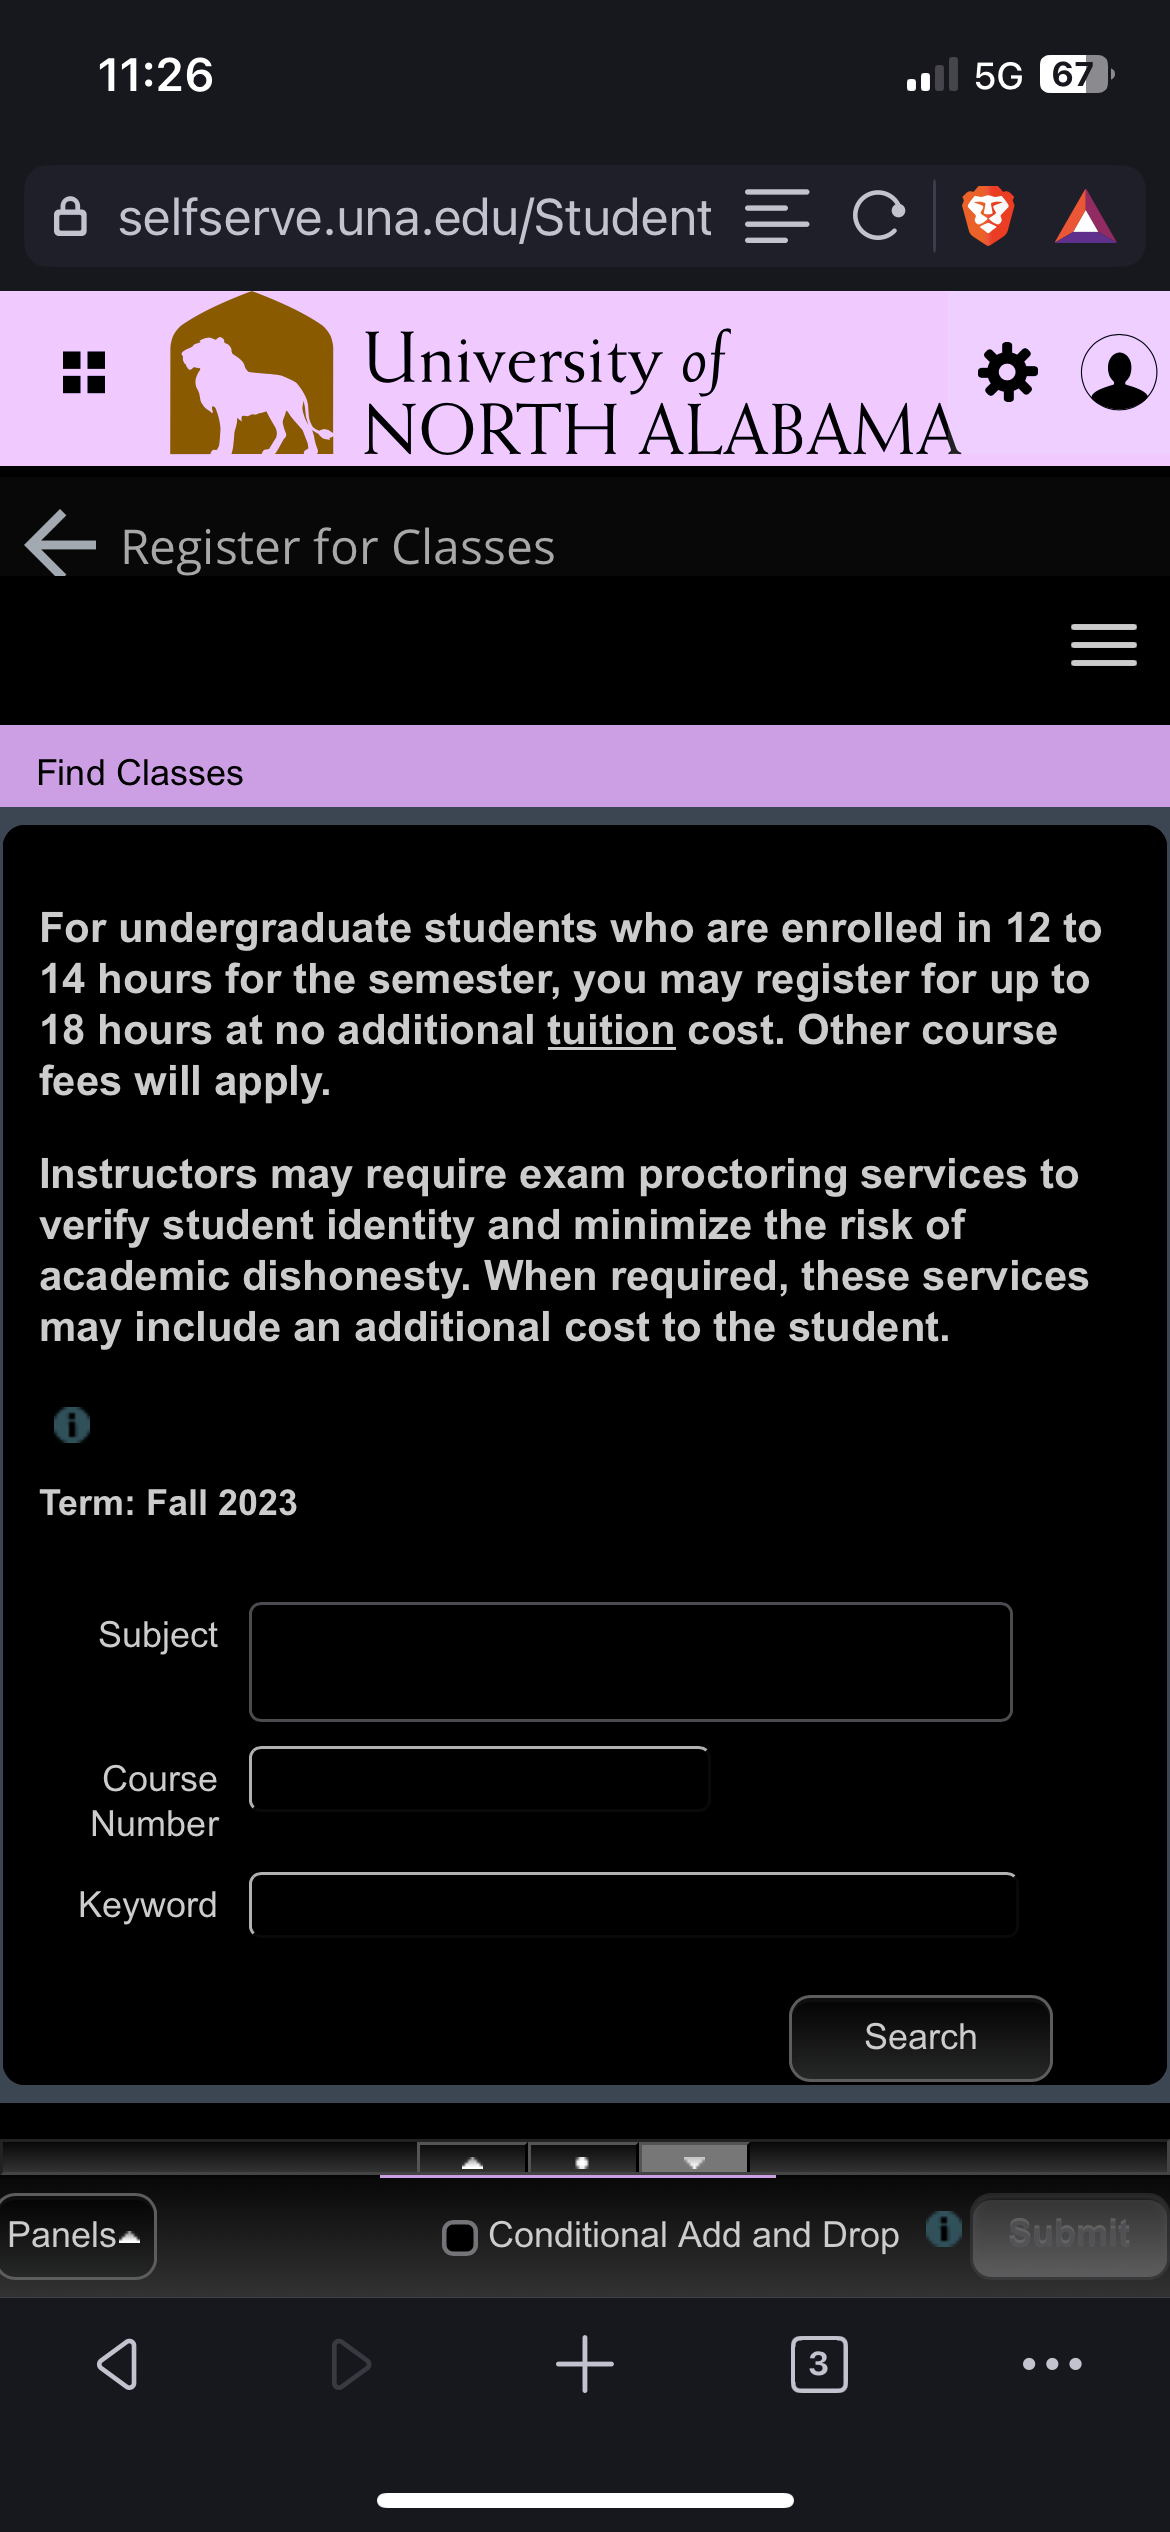 11:26
5G 67
selfserve.una.edu/Student
University of
NORTH ALABAMA
Register for Classes
Find Classes
For undergraduate students who are enrolled in 12 to
14 hours for the semester, you may register for up to
18 hours at no additional tuition cost. Other course
fees will apply.
Instructors may require exam proctoring services to
verify student identity and minimize the risk of
academic dishonesty. When required, these services
may include an additional cost to the student.
Term: Fall 2023
Subject
Course
Number
Keyword
Search
Panels
Conditional Add and Drop
Submit
3